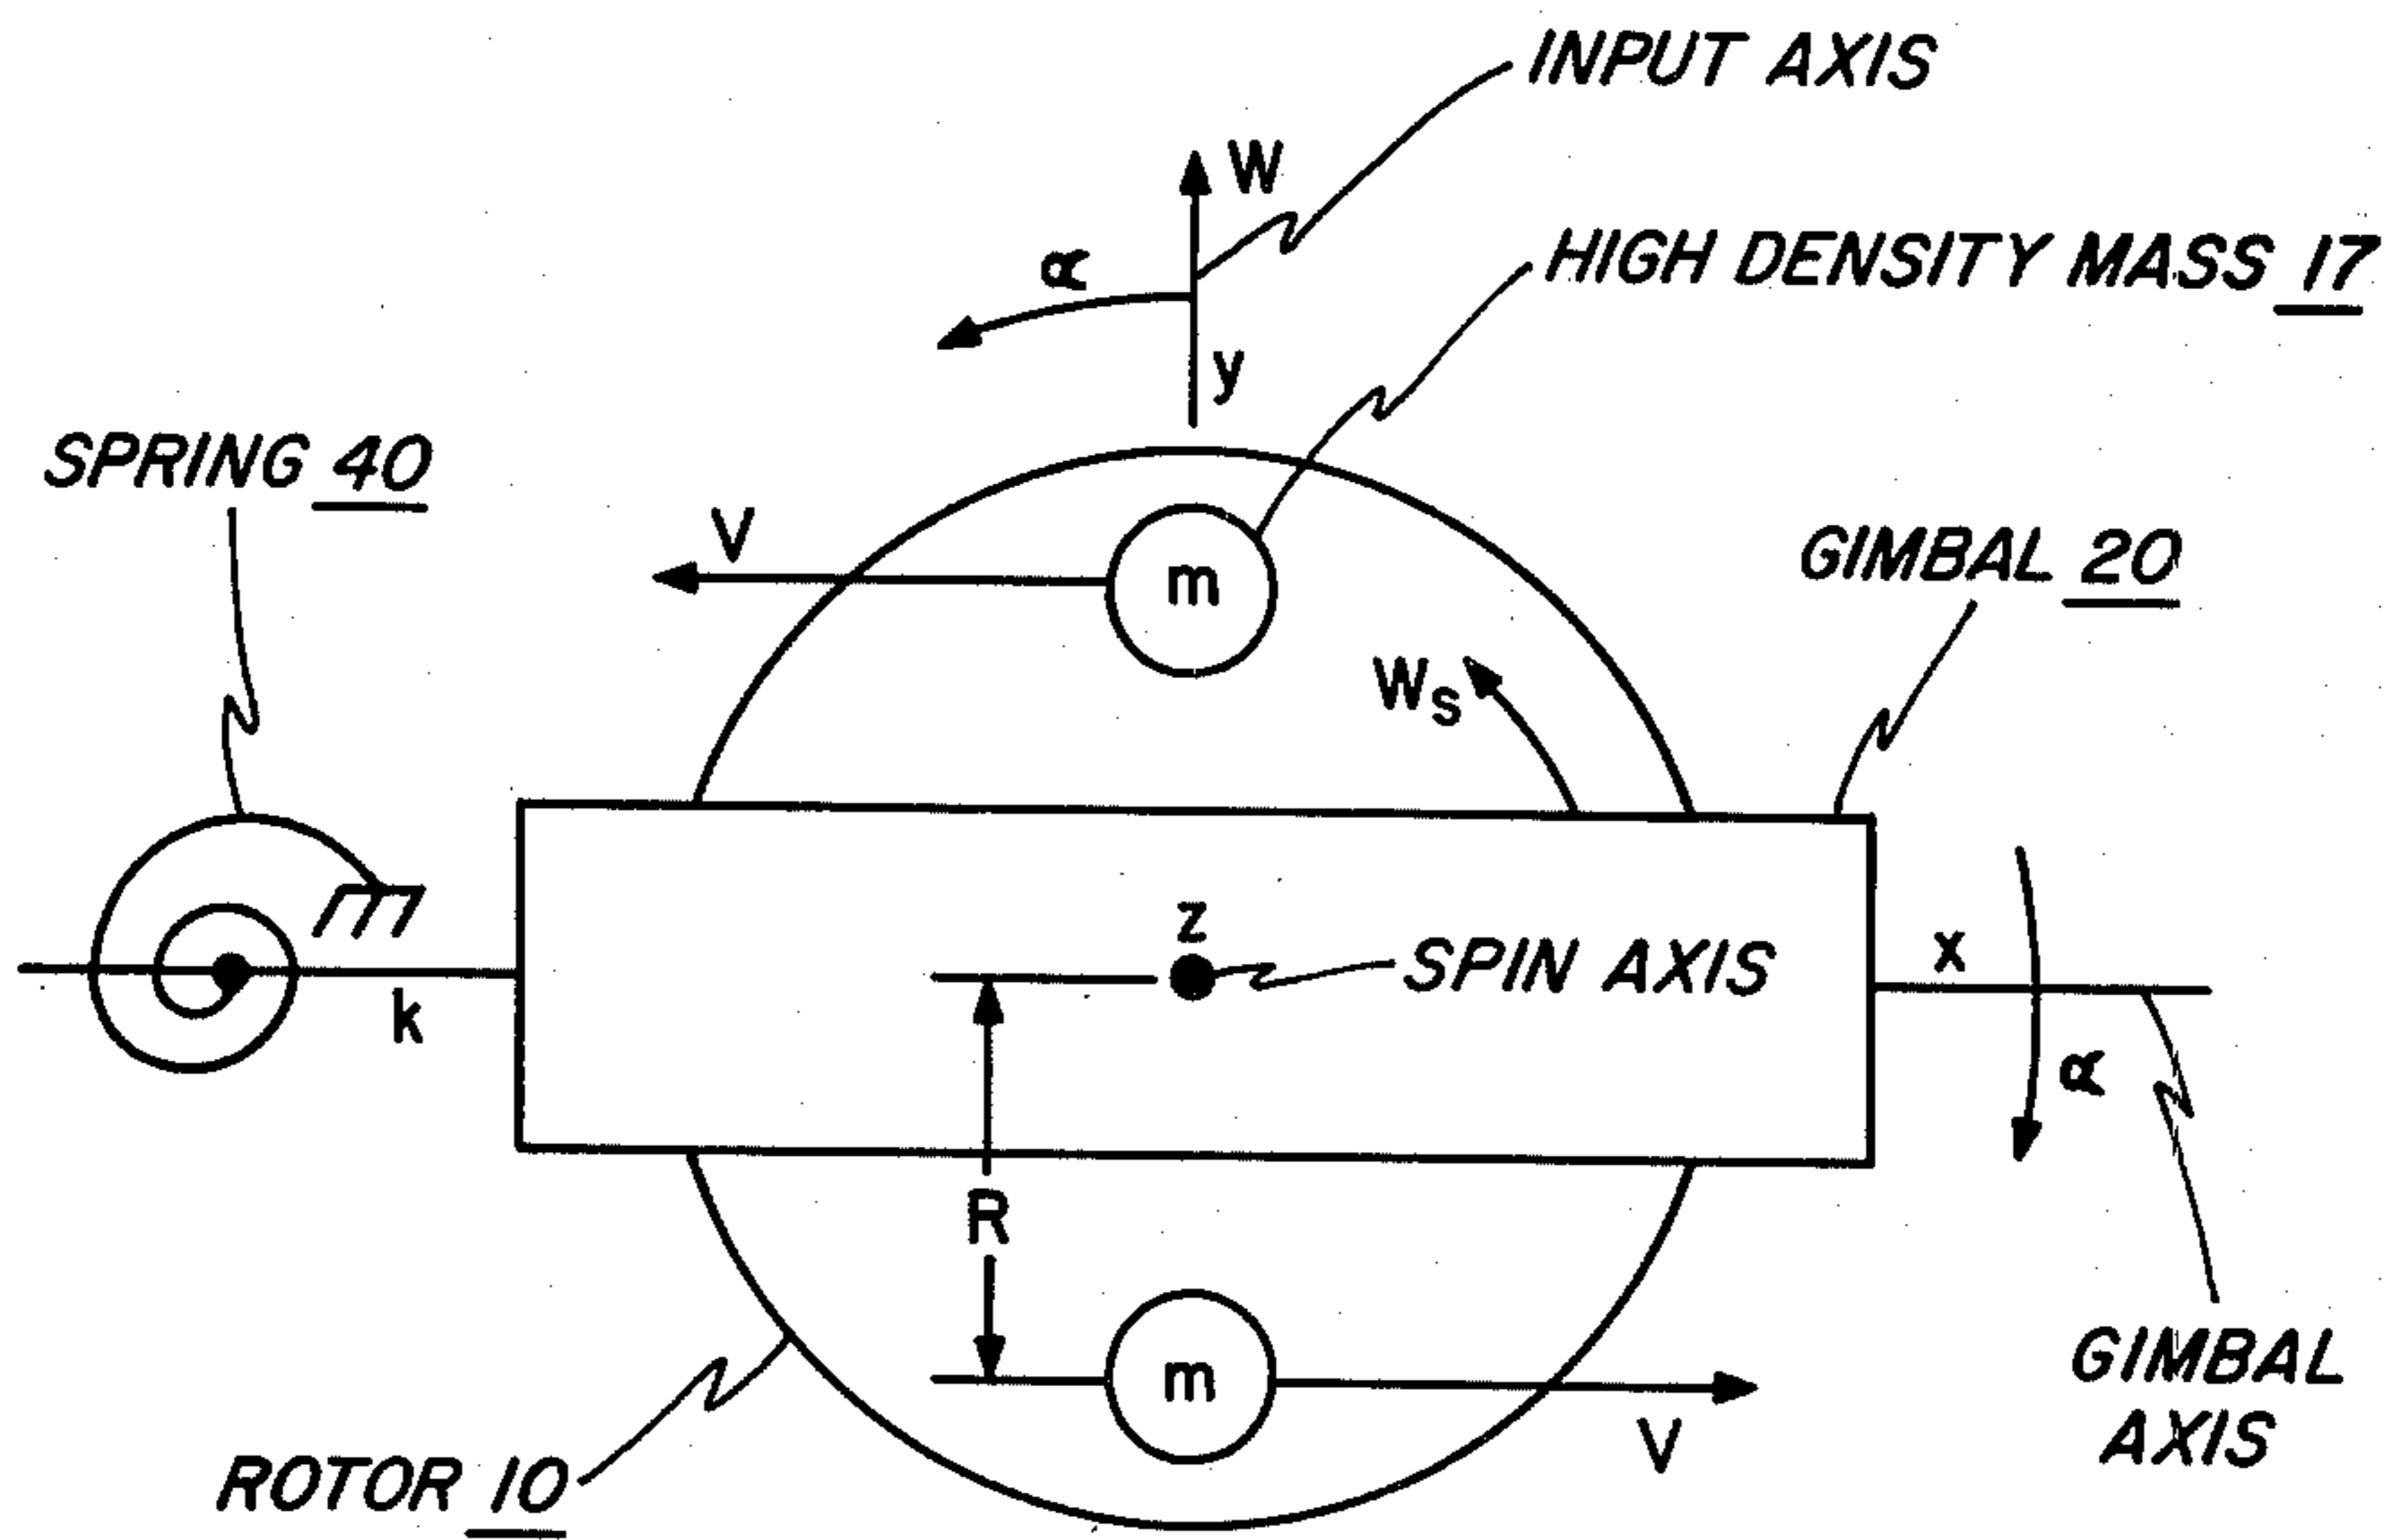 INPUT AXIS
W
HIGH DENSITY MASS 17
α
y
SPRING 40
V
GIMBAL 20
m
Ws
z
SPIN AXIS
x
k
α
R
GIMBAL
AXIS
m
V
ROTOR 10